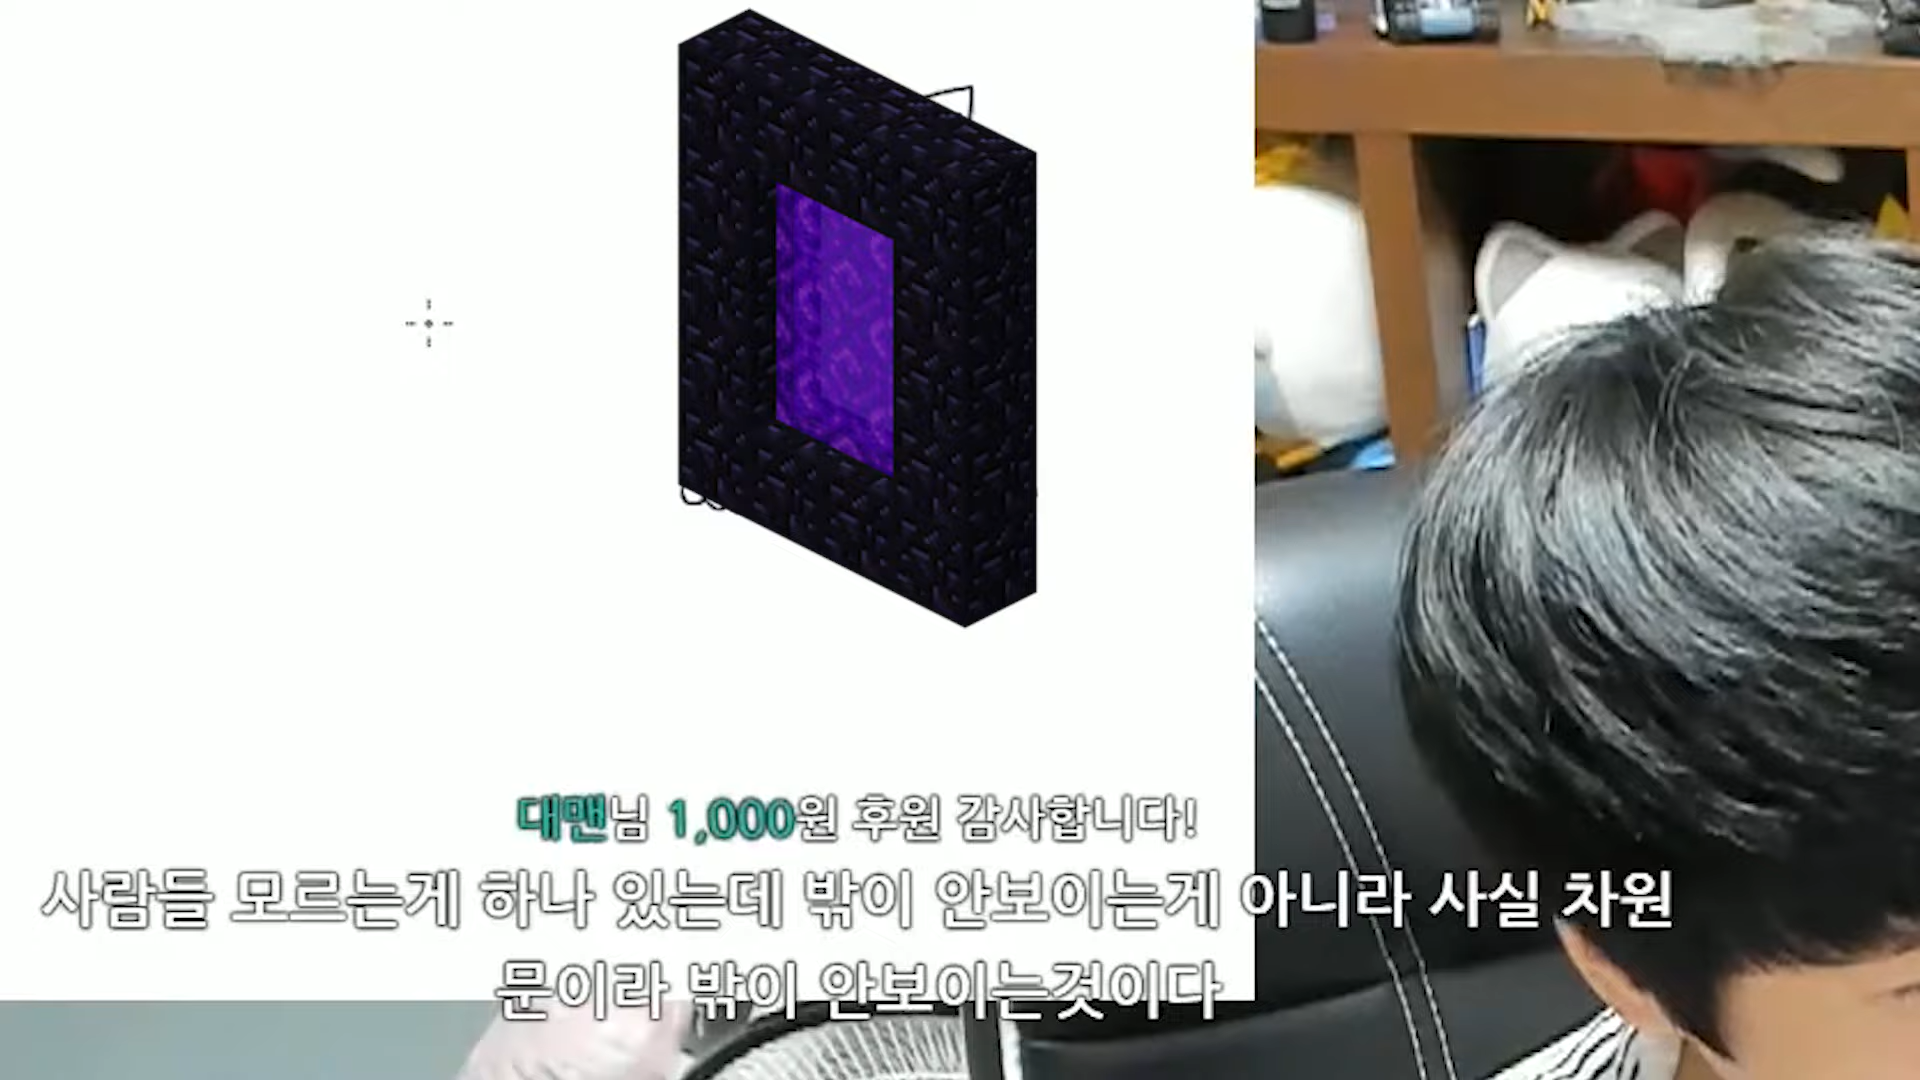 대맨님 1,000원 후원 감사합니다!
사람들 모르는게 하나 있는데 밖이 안보이는게 아니라 사실 차원
문이라 밖이 안보이는것이다